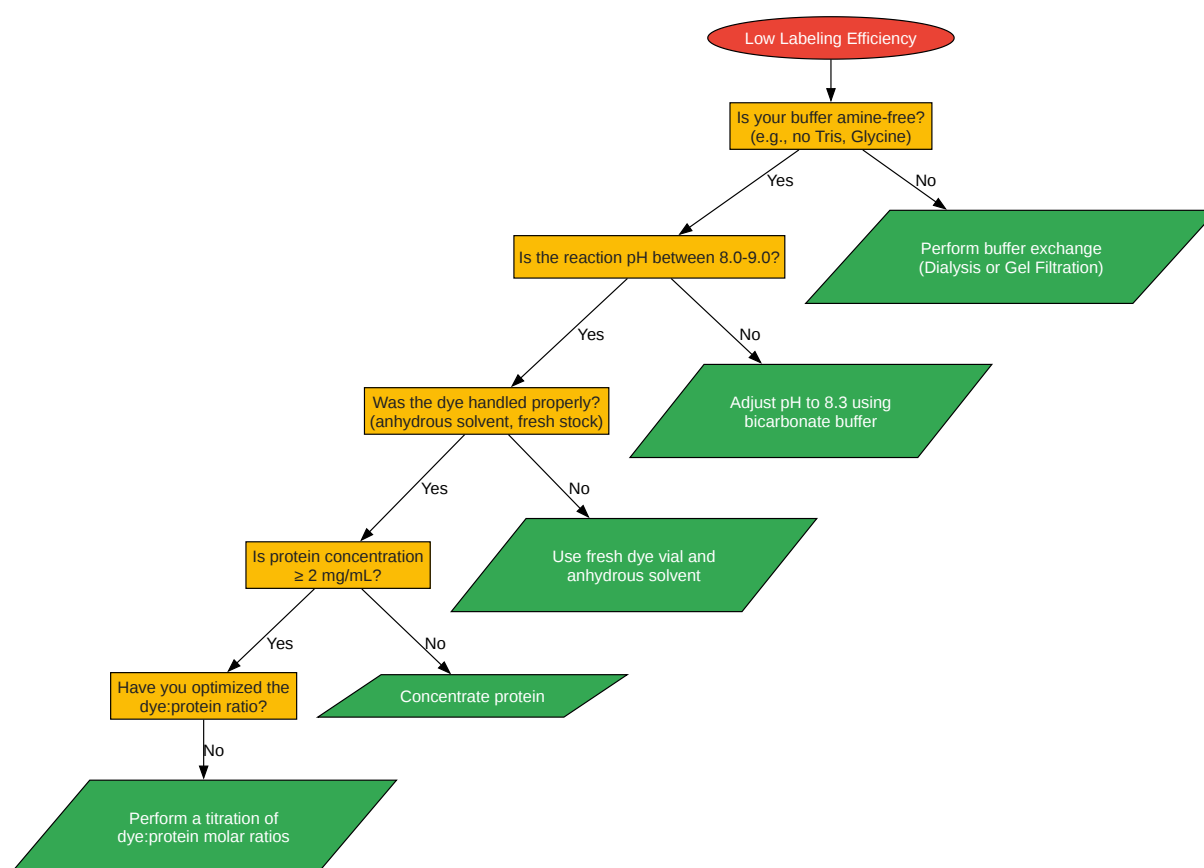 Low Labeling Efficiency
Is your buffer amine-free?
(e.g., no Tris, Glycine)
Yes
No
Perform buffer exchange
(Dialysis or Gel Filtration)
Is the reaction pH between 8.0-9.0?
Yes
No
Adjust pH to 8.3 using
bicarbonate buffer
Was the dye handled properly?
(anhydrous solvent, fresh stock)
Yes
No
Use fresh dye vial and
anhydrous solvent
Is protein concentration
≥ 2 mg/mL?
Yes
No
Concentrate protein
Have you optimized the
dye:protein ratio?
No
Perform a titration of
dye:protein molar ratios